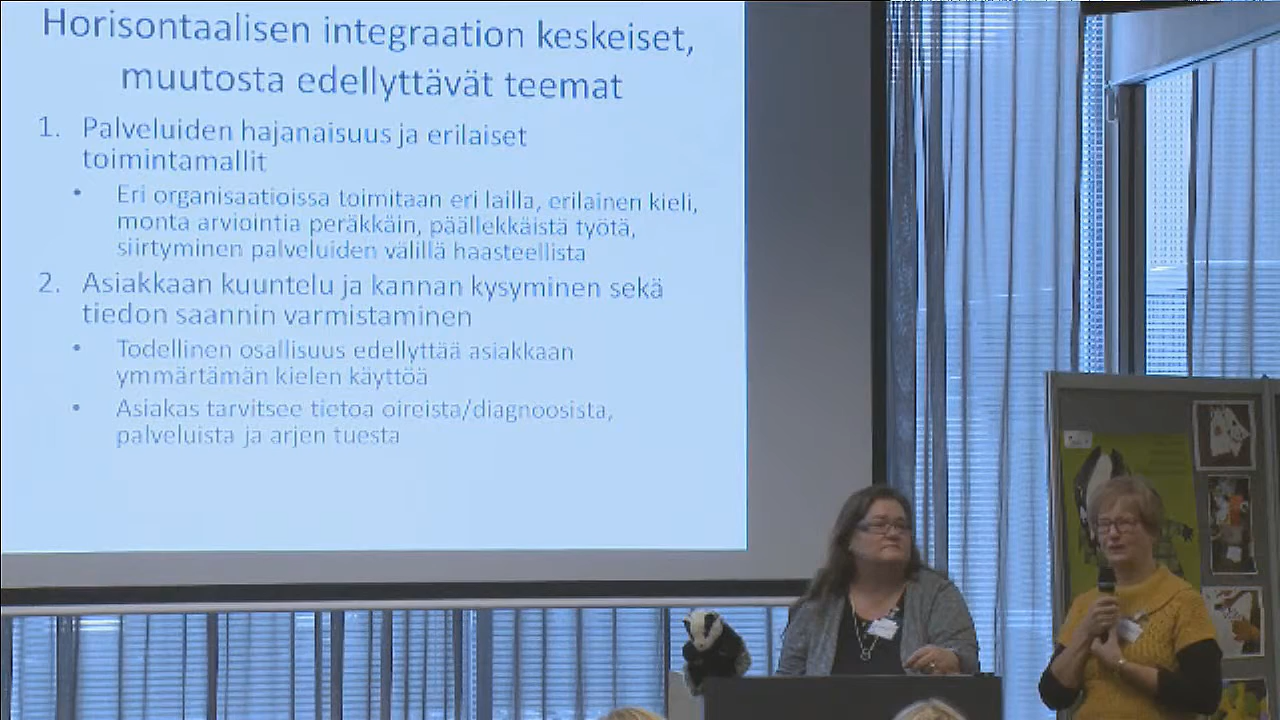 Horisontaalisen integraation keskeiset,
muutosta edellyttävät teemat
1. Palveluiden hajanaisuus ja erilaiset
toimintamallit
• Eri organisaatioissa toimitaan eri lailla, erilainen kieli,
monta arviointia peräkkäin, päällekkäistä työtä,
siirtyminen palveluiden välillä haasteellista
2. Asiakkaan kuuntelu ja kannan kysyminen sekä
tiedon saannin varmistaminen
• Todellinen osallisuus edellyttää asiakkaan
ymmärtämän kielen käyttöä
• Asiakas tarvitsee tietoa oireista/diagnoosista,
palveluista ja arjen tuesta